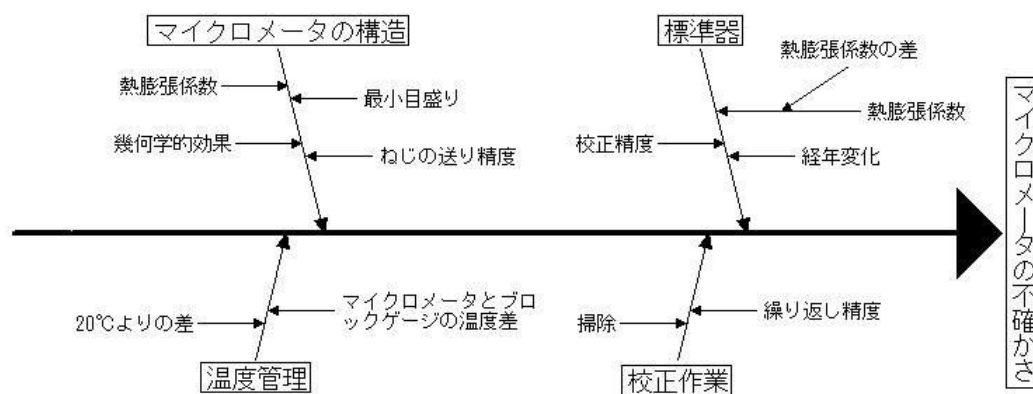 マイクロメータの構造
熱膨張係数
最小目盛り
幾何学的効果
ねじの送り精度
標準器
熱膨張係数の差
熱膨張係数
校正精度
経年変化
マイクロメータの不確かさ
20℃よりの差
マイクロメータとブロ
ックゲージの温度差
温度管理
掃除
繰り返し精度
校正作業